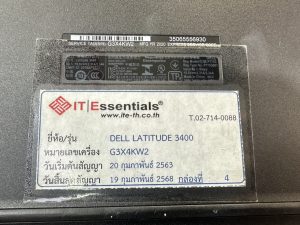 SERVICE TAG G3X4KW2
35065556930
IT|Essentials®
www.ite-th.co.th
T.02-714-0088
ยี่ห้อ/รุ่น DELL LATITUDE 3400
หมายเลขเครื่อง G3X4KW2
วันเริ่มต้นสัญญา 20 กุมภาพันธ์ 2563
วันสิ้นสุดสัญญา 19 กุมภาพันธ์ 2568 กล่องที่ 4